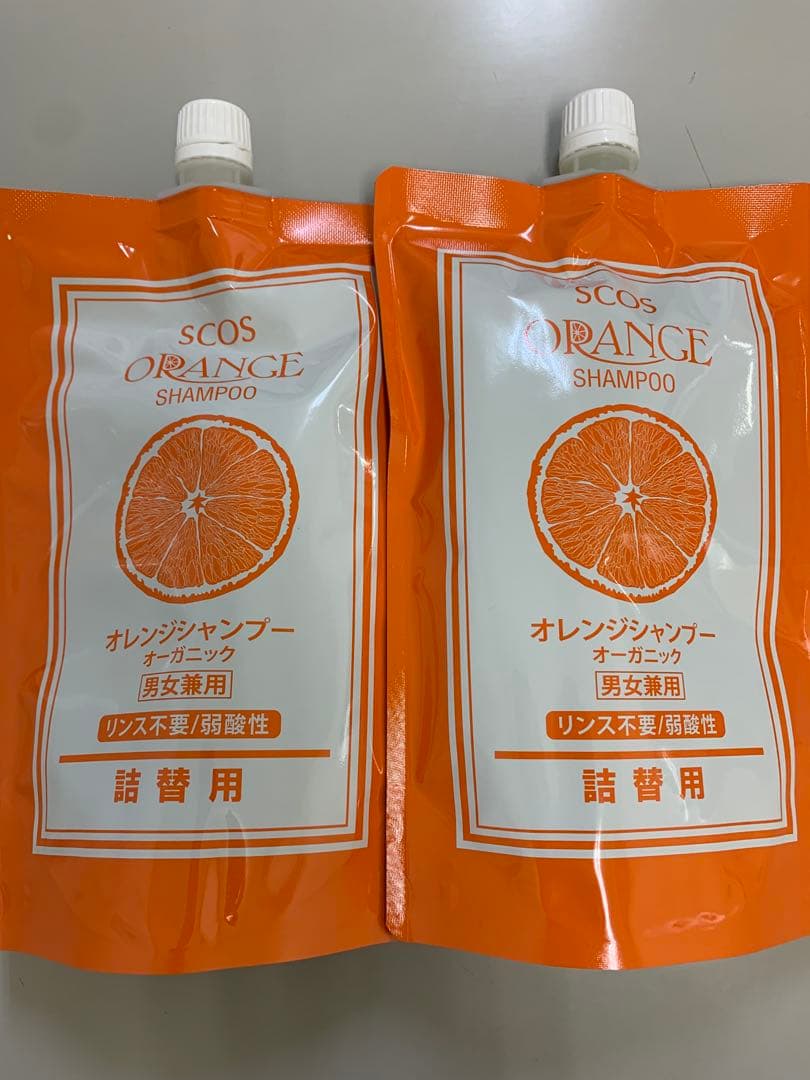 SCOS
ORANGE
SHAMPOO
オレンジシャンプー
オーガニック
男女兼用
リンス不要/弱酸性
詰替用
SCOS
ORANGE
SHAMPOO
オレンジシャンプー
オーガニック
男女兼用
リンス不要/弱酸性
詰替用